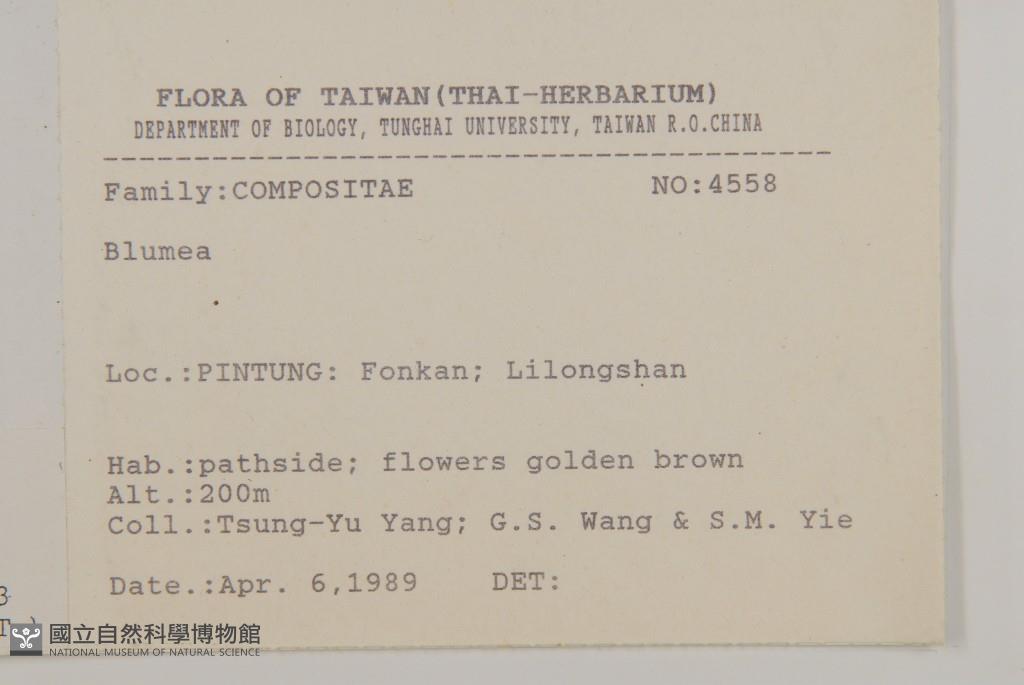 FLORA OF TAIWAN(THAI-HERBARIUM)
DEPARTMENT OF BIOLOGY, TUNGHAI UNIVERSITY, TAIWAN R.O.CHINA
Family:COMPOSITAE NO:4558
Blumea
Loc.:PINTUNG: Fonkan; Lilongshan
Hab.:pathside; flowers golden brown
Alt.:200m
Coll.:Tsung-Yu Yang; G.S. Wang & S.M. Yie
Date.:Apr. 6,1989 DET:
國立自然科學博物館
NATIONAL MUSEUM OF NATURAL SCIENCE